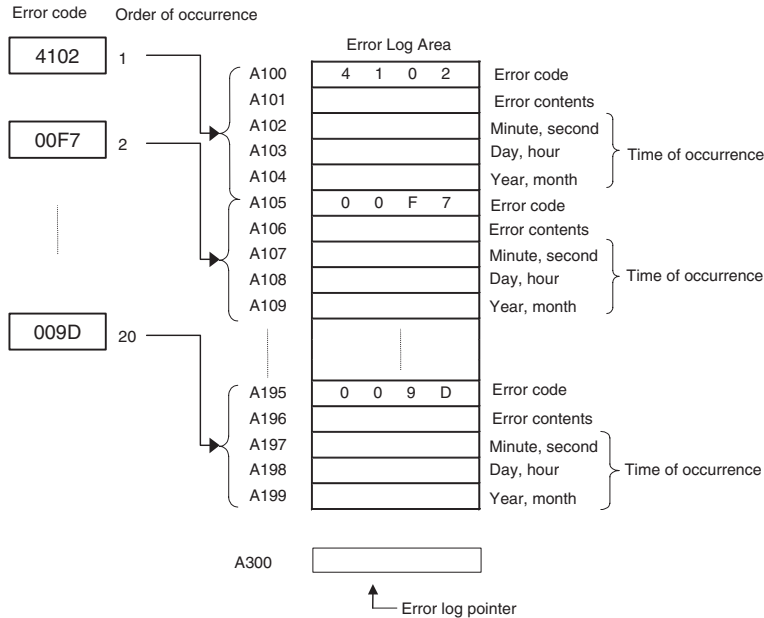 Error code Order of occurrence
Error Log Area
4102 1
A100 4 1 0 2 Error code
A101 Error contents
A102 Minute, second
A103 Day, hour
A104 Year, month
Time of occurrence
00F7 2
A105 0 0 F 7 Error code
A106 Error contents
A107 Minute, second
A108 Day, hour
A109 Year, month
Time of occurrence
009D 20
A195 0 0 9 D Error code
A196 Error contents
A197 Minute, second
A198 Day, hour
A199 Year, month
Time of occurrence
A300
Error log pointer